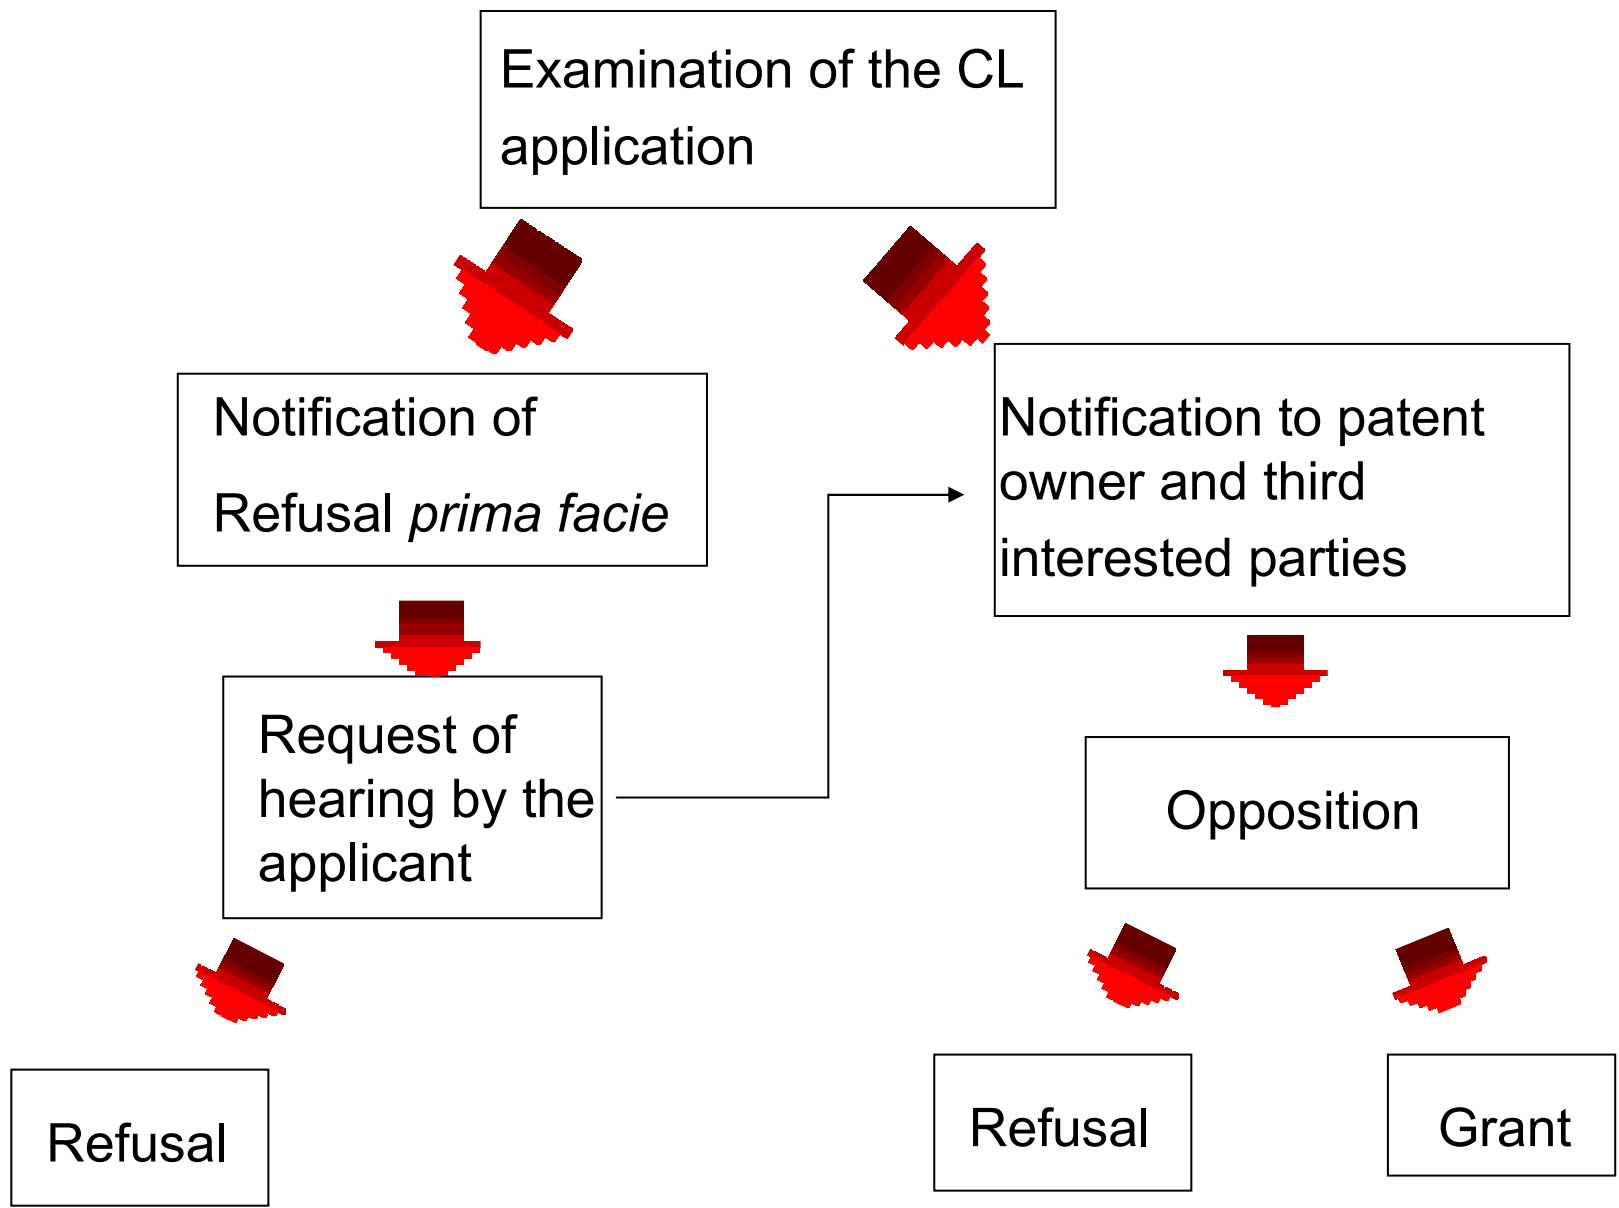 Examination of the CL
application
Notification of
Refusal prima facie
Notification to patent
owner and third
interested parties
Request of
hearing by the
applicant
Opposition
Refusal
Refusal
Grant